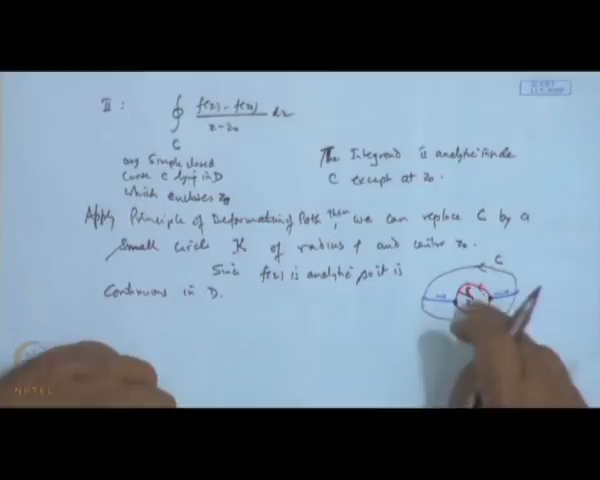 II : ∮ f(z) - f(z0) / z - z0 dz
C
any simple closed
curve C lying in D
which encloses z0
The Integrand is analytic inside
C except at z0.
Apply Principle of Deformation of Path Then, we can replace C by a
Small circle K of radius ρ and centre z0.
Since f(z) is analytic so it is
Continuous in D.
C
NPTEL